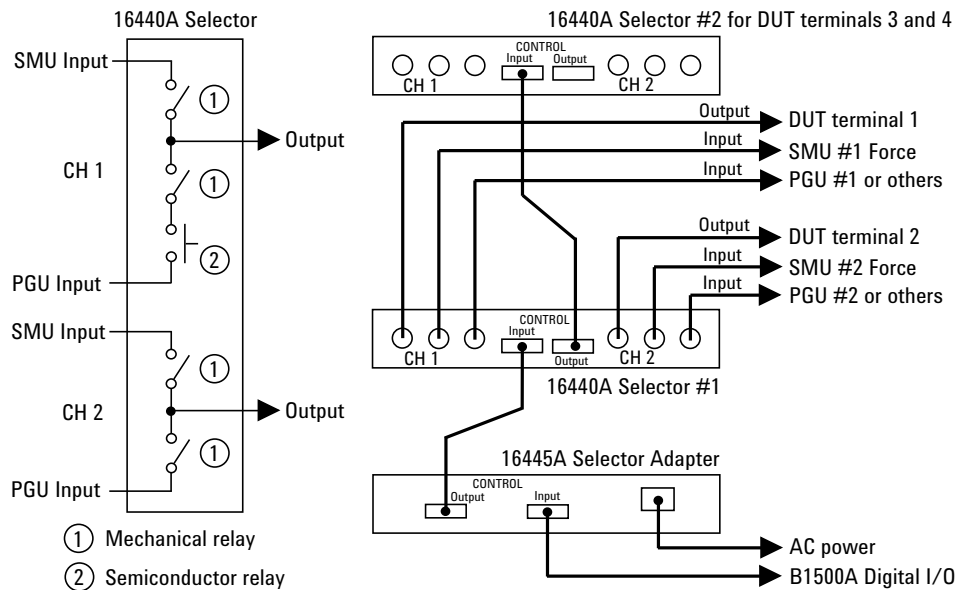 16440A Selector
SMU Input
1
Output
CH 1
1
2
PGU Input
SMU Input
1
CH 2
Output
1
PGU Input
1 Mechanical relay
2 Semiconductor relay
16440A Selector #2 for DUT terminals 3 and 4
CONTROL
Input Output
CH 1 CH 2
Output DUT terminal 1
Input SMU #1 Force
Input PGU #1 or others
Output DUT terminal 2
Input SMU #2 Force
Input PGU #2 or others
CONTROL
Input
CH 1 Output CH 2
16440A Selector #1
16445A Selector Adapter
CONTROL
Output Input
AC power
B1500A Digital I/O